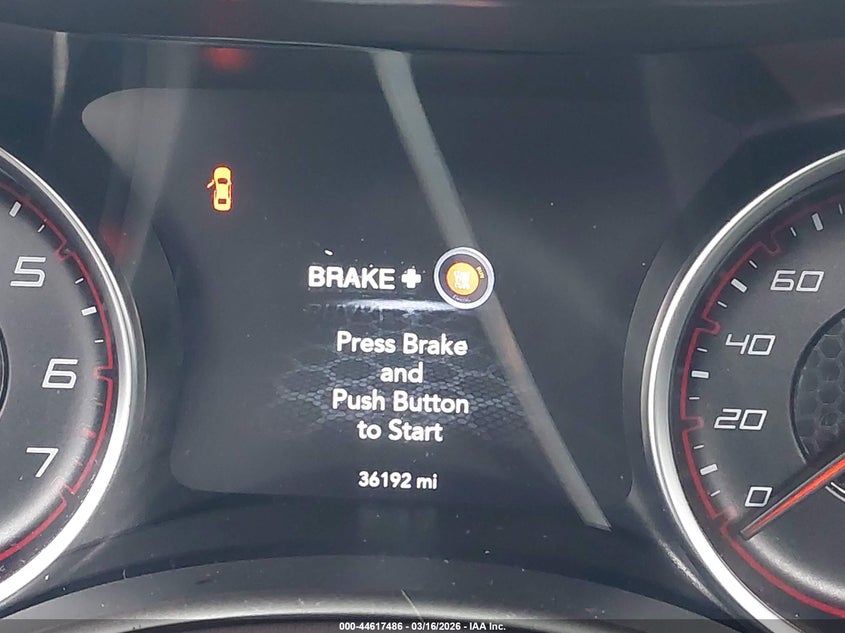 BRAKE +
RUN
Press Brake
and
Push Button
to Start
36192 mi
5
6
7
60
40
20
0
000-44617486 - 03/16/2026 - IAA Inc.